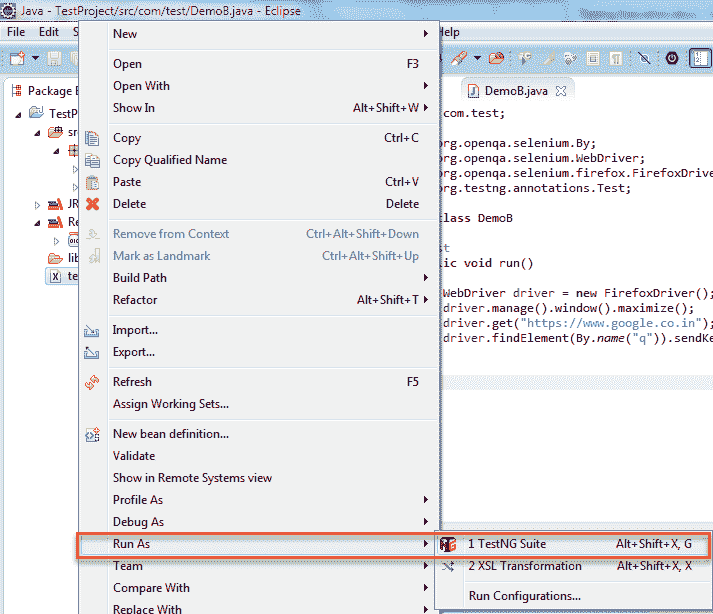 Java - TestProject/src/com/test/DemoB.java - Eclipse
File Edit S
New
Help
Open F3
Open With
Show In Alt+Shift+W
Package E
DemoB.java
TestP
com.test;
sr
Copy Ctrl+C
Copy Qualified Name
org.openqa.selenium.By;
org.openqa.selenium.WebDriver;
Paste Ctrl+V
org.openqa.selenium.firefox.FirefoxDrive
Delete Delete
org.testng.annotations.Test;
JR
Re
class DemoB
Remove from Context Ctrl+Alt+Shift+Down
st
Mark as Landmark Ctrl+Alt+Shift+Up
lib
ic void run()
Build Path
te
Refactor Alt+Shift+T
WebDriver driver = new FirefoxDriver();
driver.manage().window().maximize();
driver.get("https://www.google.co.in");
driver.findElement(By.name("q")).sendKe
Import...
Export...
Refresh F5
Assign Working Sets...
New bean definition...
Validate
Show in Remote Systems view
Profile As
Debug As
Run As
1 TestNG Suite Alt+Shift+X, G
Team
2 XSL Transformation Alt+Shift+X, X
Compare With
Run Configurations...
Replace With